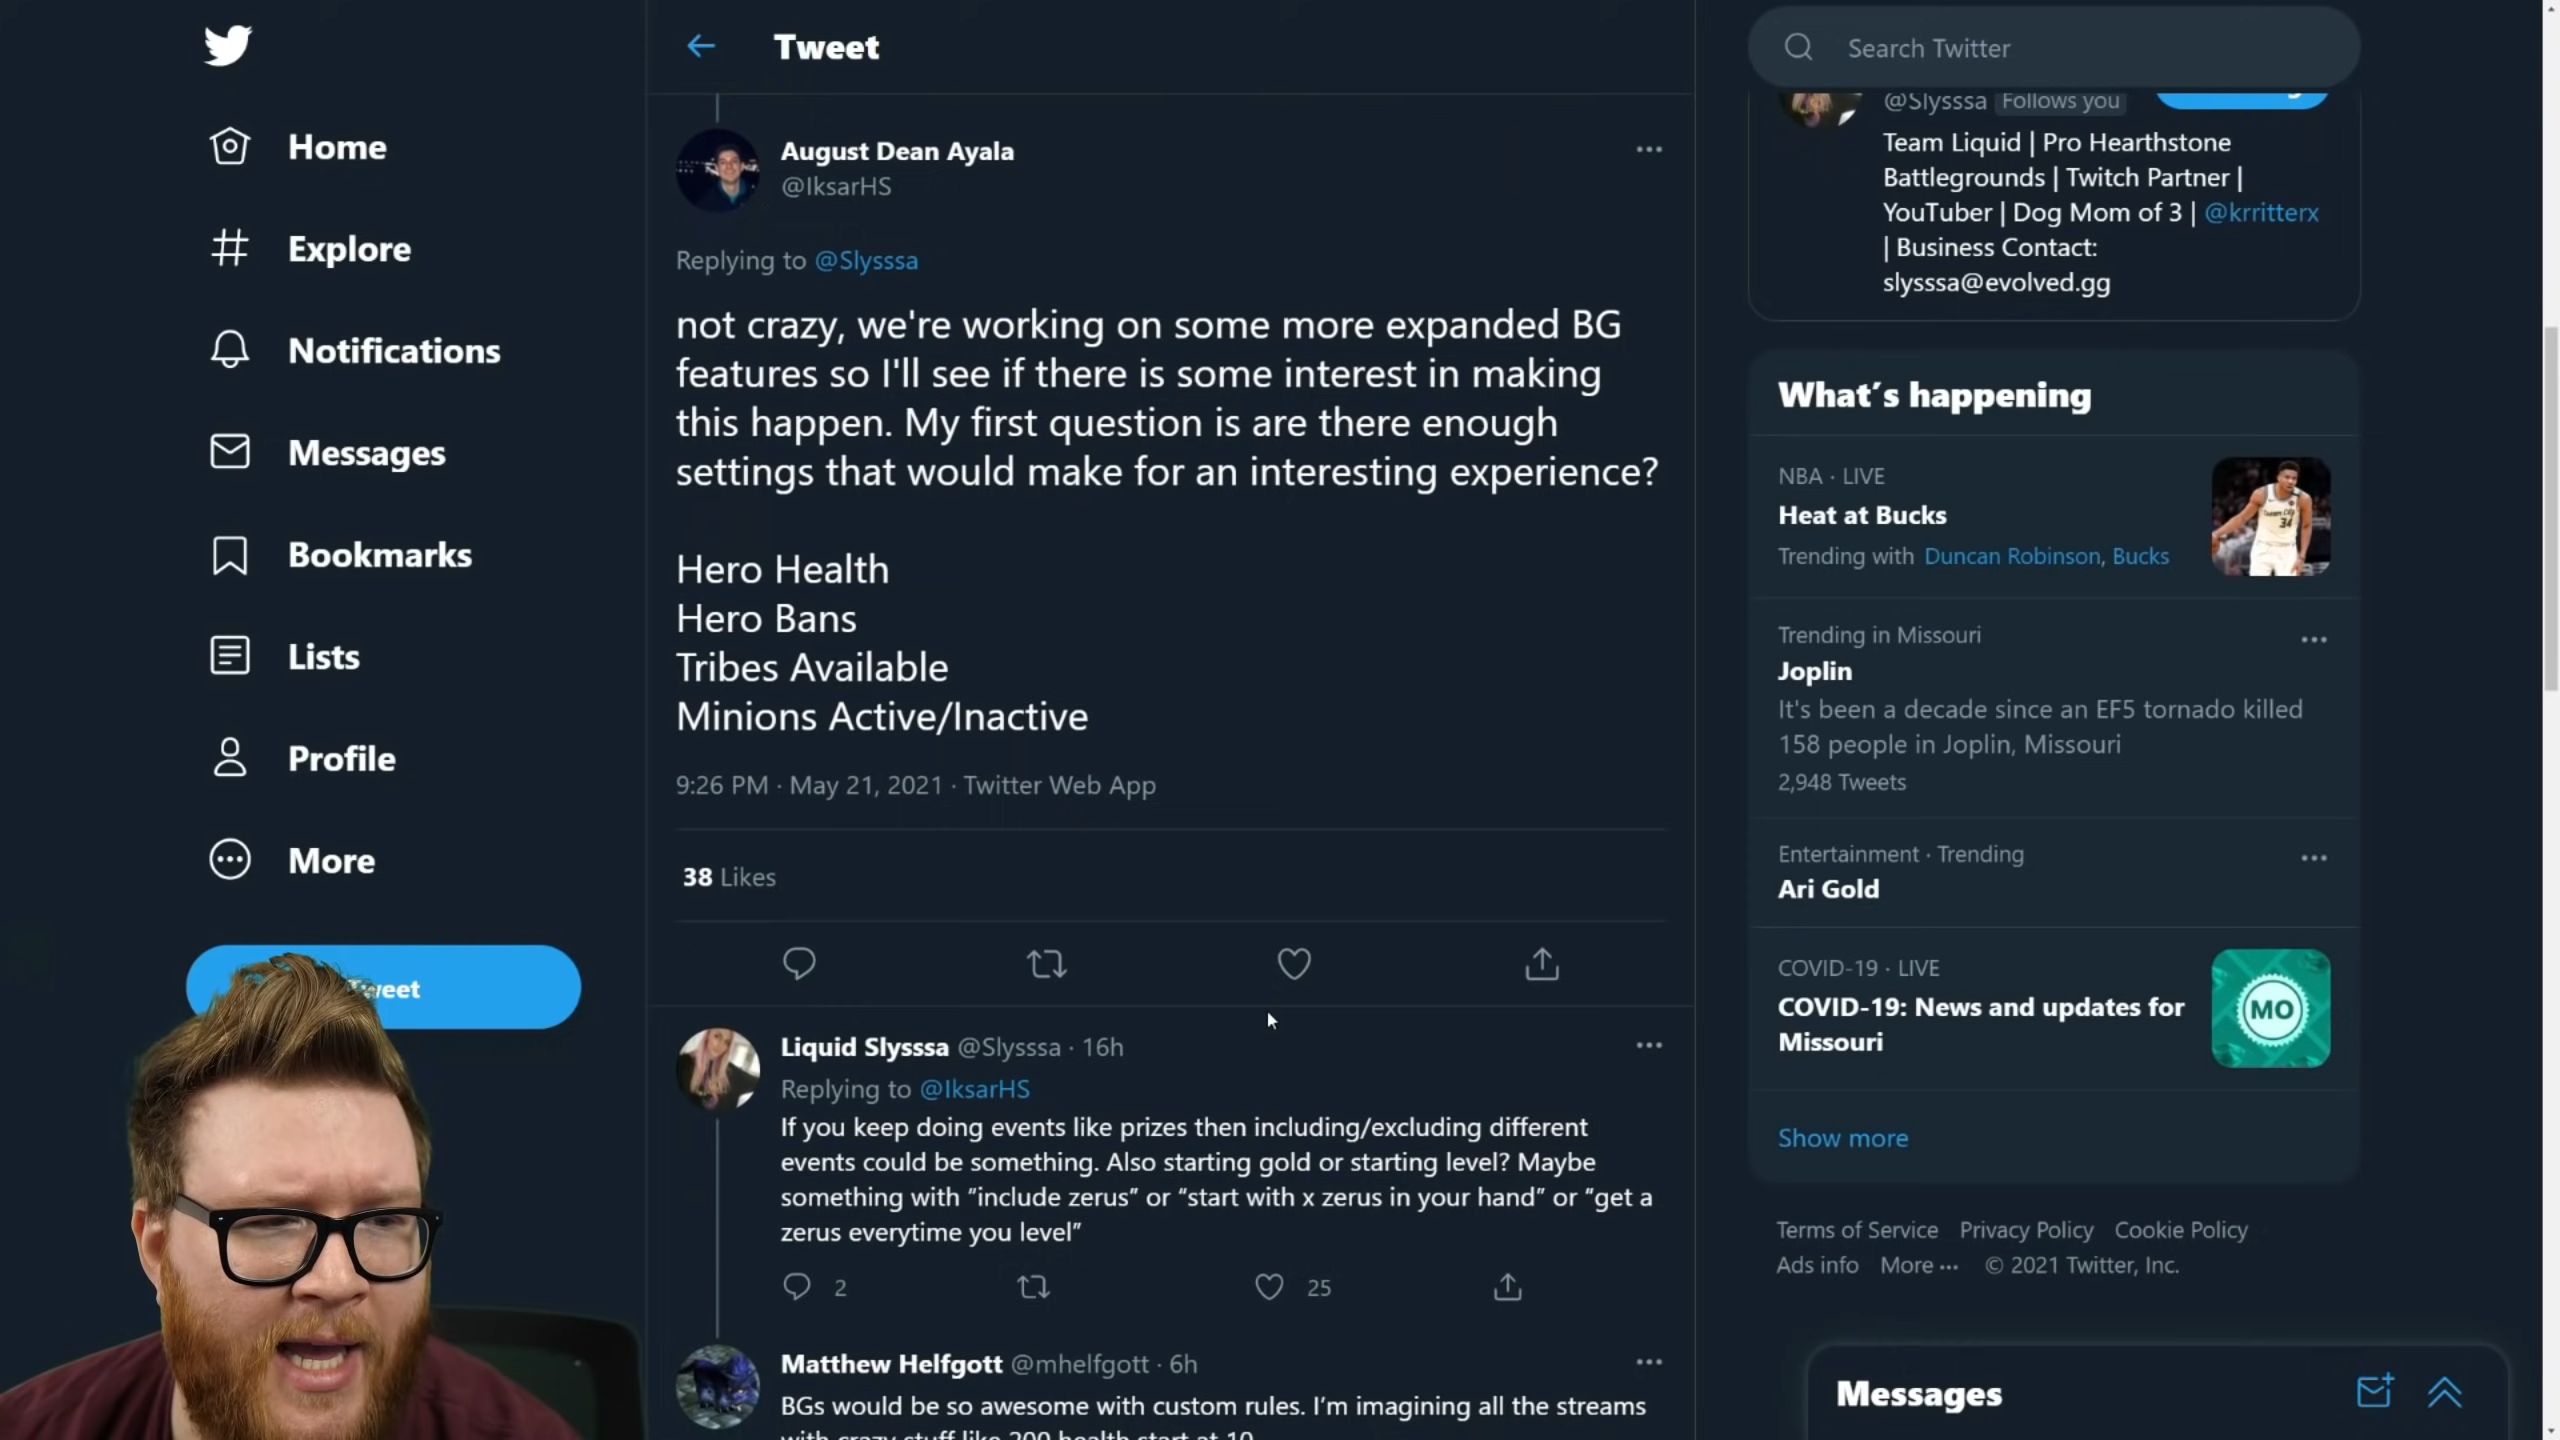 Home
Explore
Notifications
Messages
Bookmarks
Lists
Profile
More
Tweet
August Dean Ayala
@IksarHS
Replying to @Slysssa
not crazy, we're working on some more expanded BG
features so I'll see if there is some interest in making
this happen. My first question is are there enough
settings that would make for an interesting experience?
Hero Health
Hero Bans
Tribes Available
Minions Active/Inactive
9:26 PM · May 21, 2021 · Twitter Web App
38 Likes
Liquid Slysssa @Slysssa · 16h
Replying to @IksarHS
If you keep doing events like prizes then including/excluding different
events could be something. Also starting gold or starting level? Maybe
something with "include zerus" or "start with x zerus in your hand" or "get a
zerus everytime you level"
2
25
Matthew Helfgott @mhelfgott · 6h
BGs would be so awesome with custom rules. I'm imagining all the streams
with crazy stuff like 200 health start at 10
Search Twitter
@Slysssa Follows you
Team Liquid | Pro Hearthstone
Battlegrounds | Twitch Partner |
YouTuber | Dog Mom of 3 | @krritterx
| Business Contact:
slysssa@evolved.gg
What's happening
NBA · LIVE
Heat at Bucks
Trending with Duncan Robinson, Bucks
34
Trending in Missouri
Joplin
It's been a decade since an EF5 tornado killed
158 people in Joplin, Missouri
2,948 Tweets
Entertainment · Trending
Ari Gold
COVID-19 · LIVE
COVID-19: News and updates for
Missouri
MO
Show more
Terms of Service Privacy Policy Cookie Policy
Ads info More ··· © 2021 Twitter, Inc.
Messages